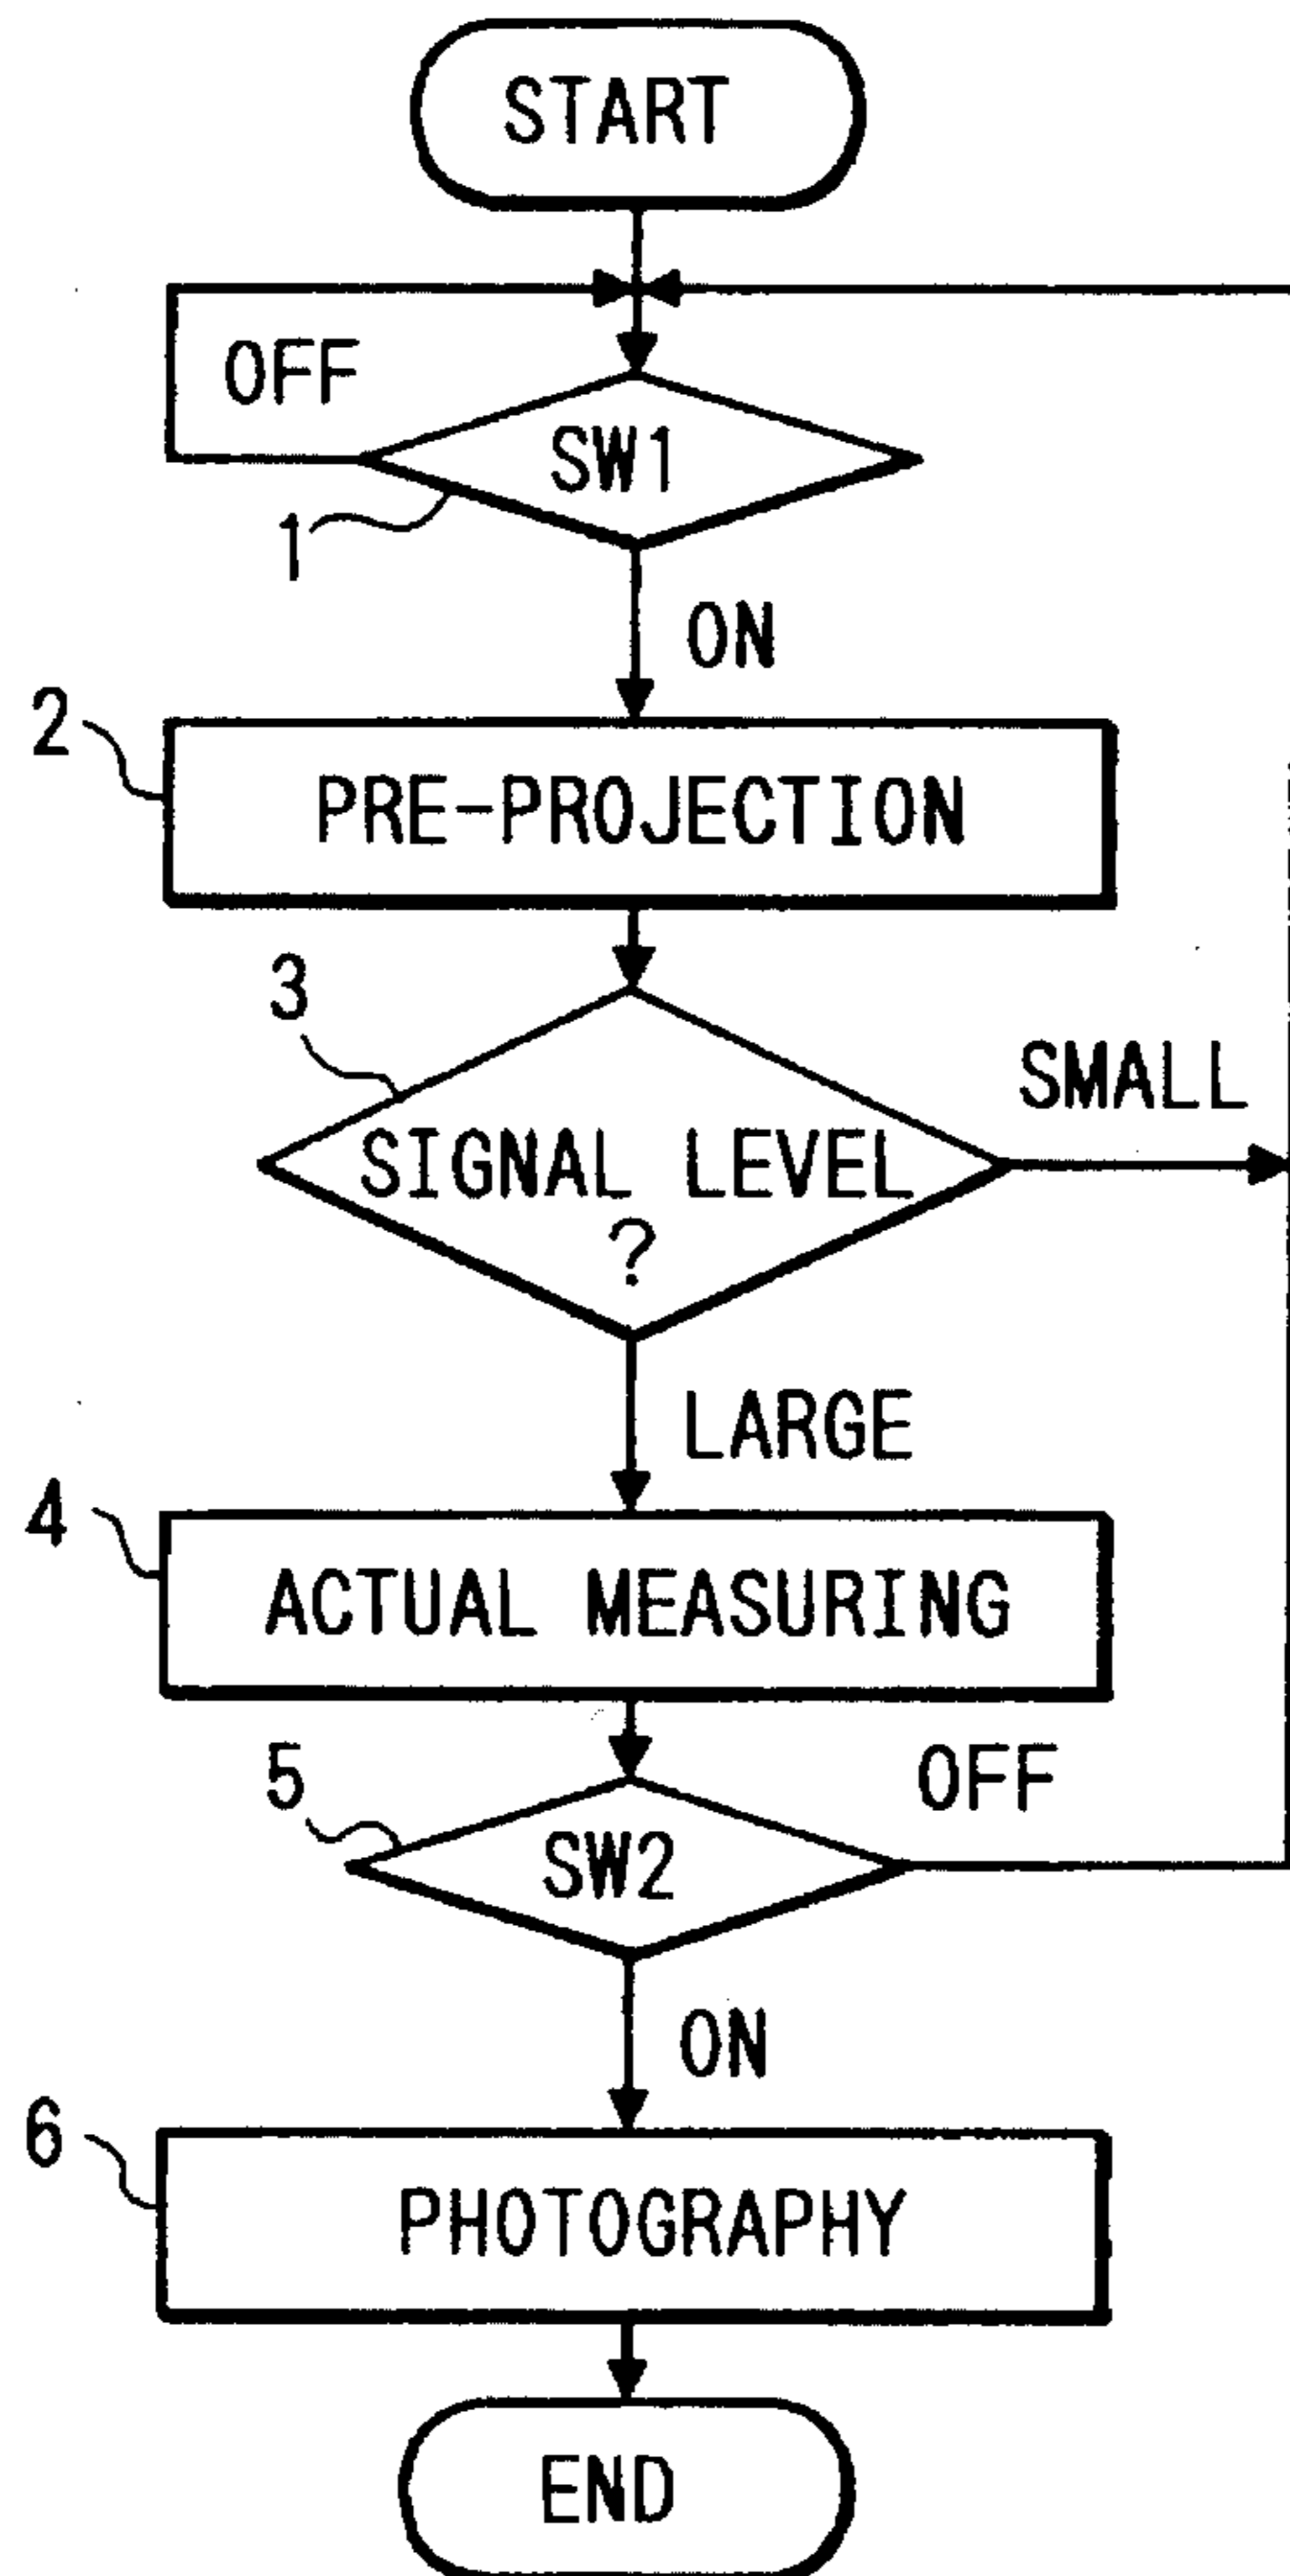 START
OFF
SW1
1
ON
2
PRE-PROJECTION
3
SMALL
SIGNAL LEVEL
?
LARGE
4
ACTUAL MEASURING
5
OFF
SW2
ON
6
PHOTOGRAPHY
END